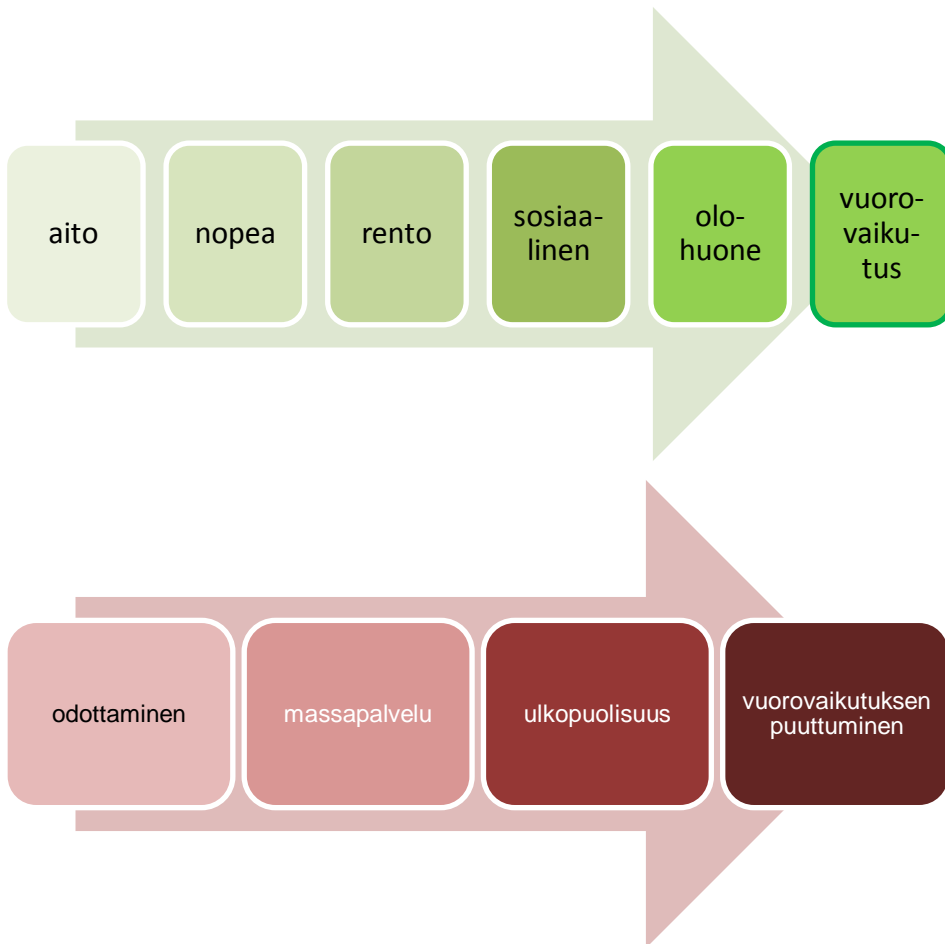 aito
nopea
rento
sosiaa-
linen
olo-
huone
vuoro-
vaiku-
tus
odottaminen
massapalvelu
ulkopuolisuus
vuorovaikutuksen
puuttuminen